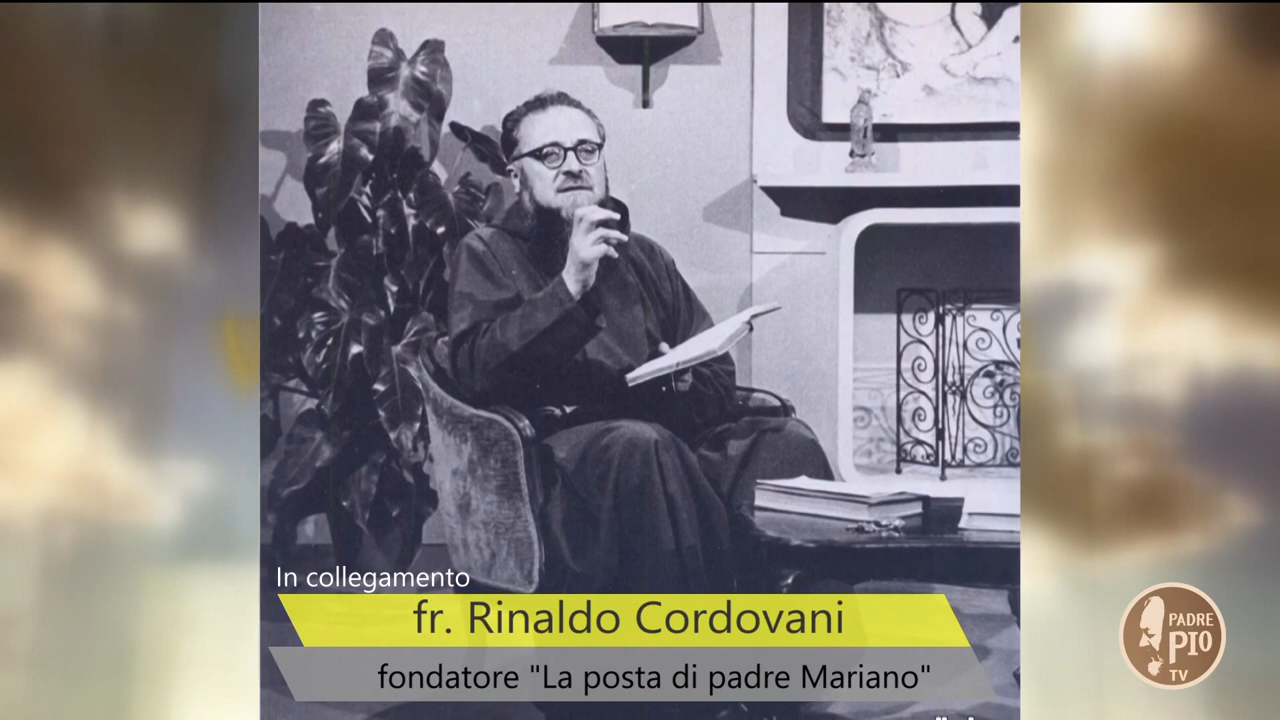 In collegamento
fr. Rinaldo Cordovani
fondatore "La posta di padre Mariano"
PADRE
PIO
TV